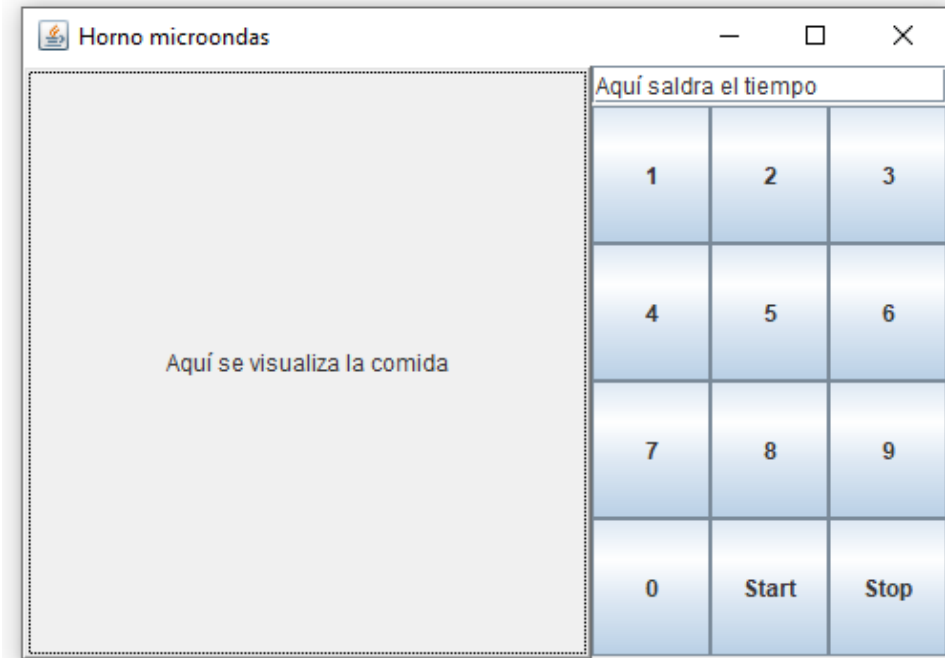 Horno microondas
Aquí saldra el tiempo
1 2 3
4 5 6
Aquí se visualiza la comida
7 8 9
0 Start Stop